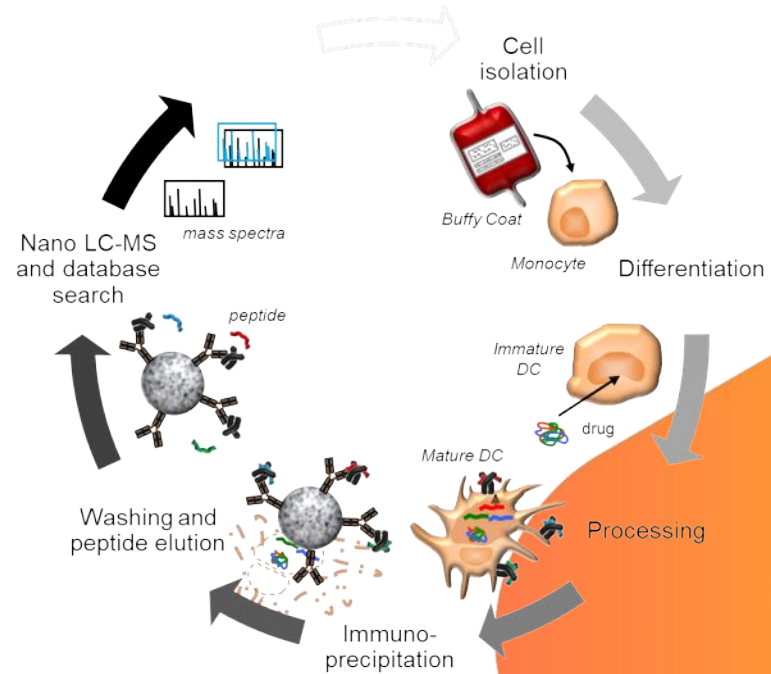 Cell
isolation
Buffy Coat
Monocyte
Differentiation
Immature
DC
drug
Mature DC
Processing
Immuno-
precipitation
Washing and
peptide elution
peptide
Nano LC-MS
and database
search
mass spectra